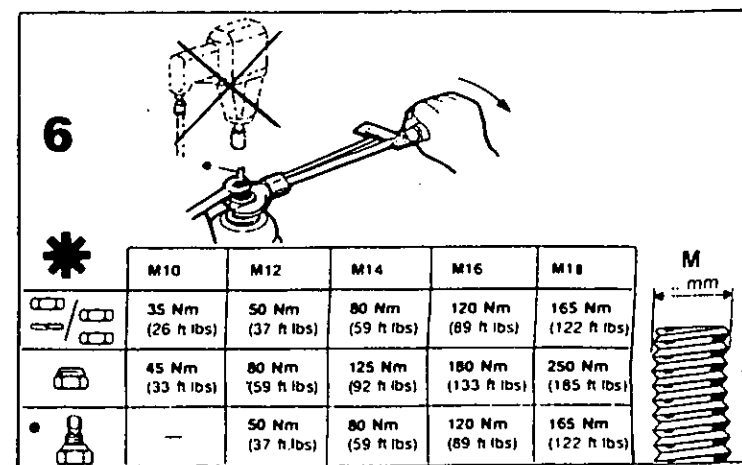 6
M10 M12 M14 M16 M18
M
.. mm
35 Nm 50 Nm 80 Nm 120 Nm 165 Nm
(26 ft lbs) (37 ft lbs) (59 ft lbs) (89 ft lbs) (122 ft lbs)
45 Nm 80 Nm 125 Nm 180 Nm 250 Nm
(33 ft lbs) (59 ft lbs) (92 ft lbs) (133 ft lbs) (185 ft lbs)
— 50 Nm 80 Nm 120 Nm 165 Nm
(37 ft.lbs) (59 ft lbs) (89 ft lbs) (122 ft lbs)